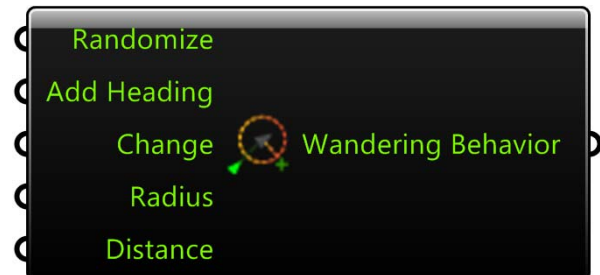 Randomize
Add Heading
Change
Wandering Behavior
Radius
Distance